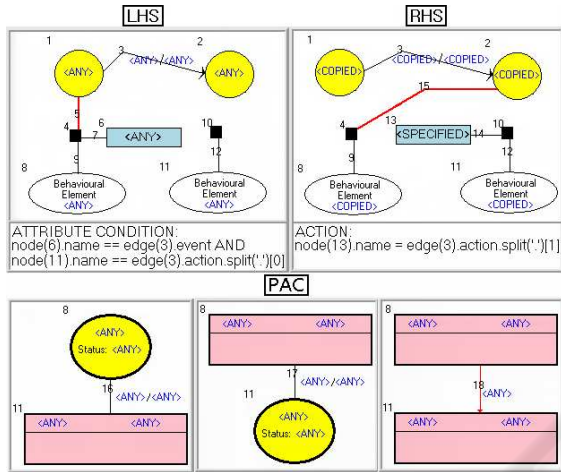 LHS
RHS
1
3
2
<ANY>
<ANY>/<ANY>
<ANY>
5
4
6
7
<ANY>
10
9
12
8
11
Behavioural
Element
<ANY>
Behavioural
Element
<ANY>
1
3
2
<COPIED>
<COPIED>/<COPIED>
<COPIED>
15
4
13
<SPECIFIED>
14
10
9
12
8
11
Behavioural
Element
<COPIED>
Behavioural
Element
<COPIED>
ATTRIBUTE CONDITION:
node(6).name == edge(3).event AND
node(11).name == edge(3).action.split('.')[0]
ACTION:
node(13).name = edge(3).action.split('.')[1]
PAC
8
<ANY>
Status: <ANY>
16
<ANY>/<ANY>
11
<ANY> <ANY>
8
<ANY> <ANY>
17
<ANY>/<ANY>
11
<ANY>
Status: <ANY>
8
<ANY> <ANY>
18
<ANY>
11
<ANY> <ANY>